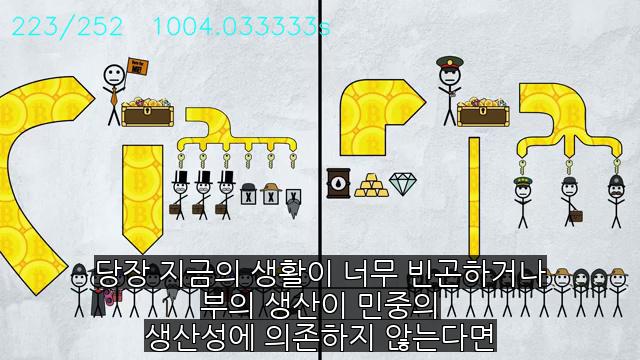 223/252 1004.033333s
당장 지금의 생활이 너무 빈곤하거나
부의 생산이 민중의
생산성에 의존하지 않는다면